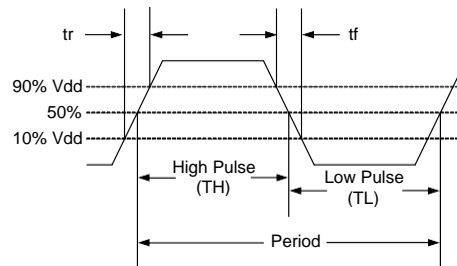 tr
tf
90% Vdd
50%
10% Vdd
High Pulse
(TH)
Low Pulse
(TL)
Period